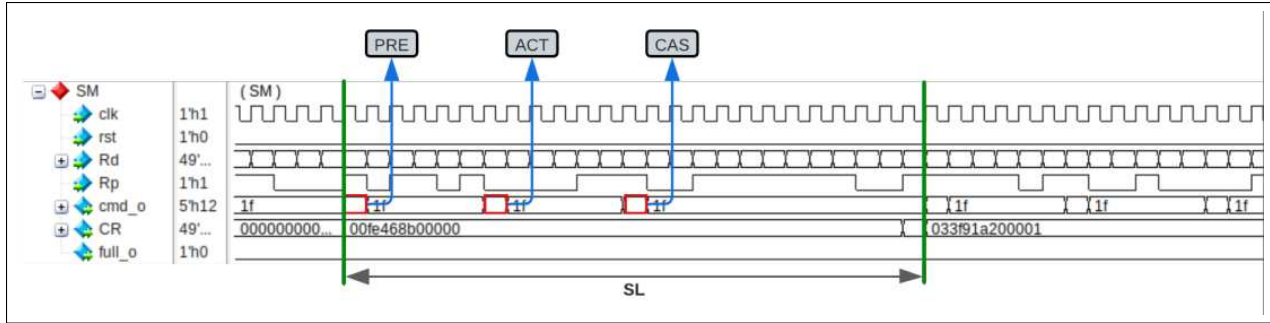 PRE ACT CAS
SM (SM)
clk 1'h1
rst 1'h0
Rd 49'...
Rp 1'h1
cmd_o 5'h12 1f 1f 1f 1f 1f 1f 1f
CR 49'... 000000000... 00fe468b00000 033f91a200001
full_o 1'h0
SL